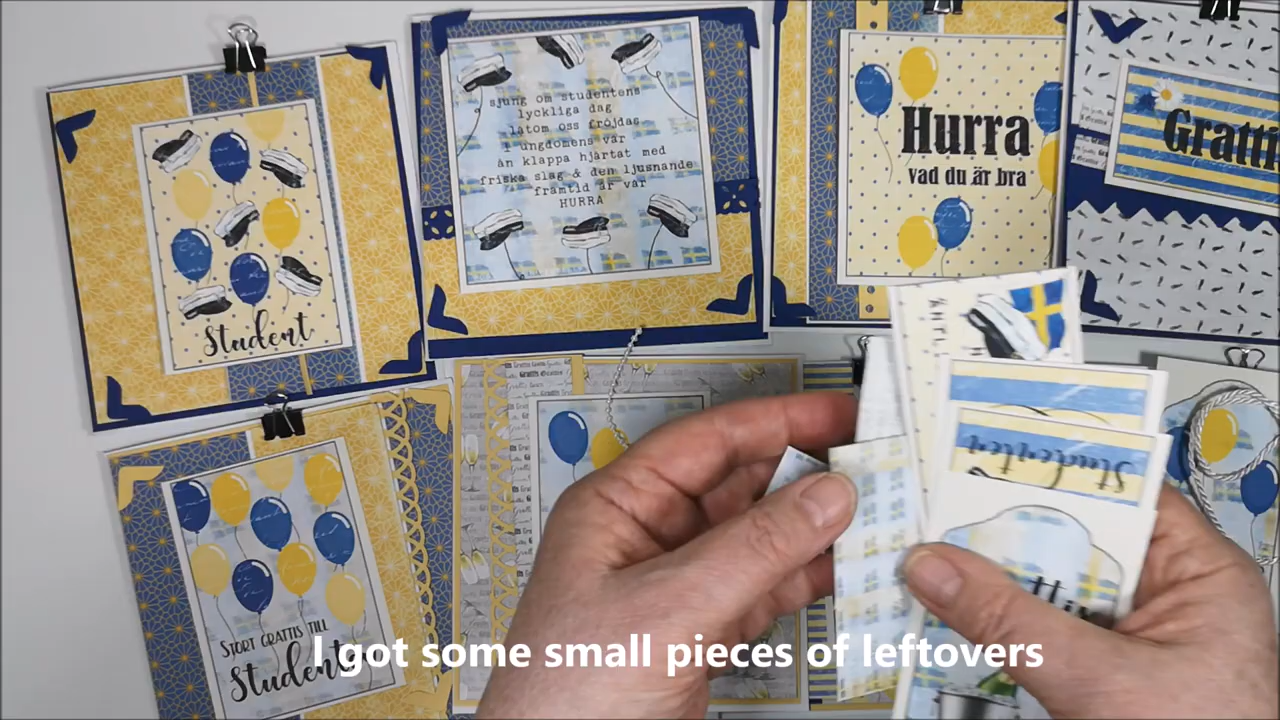 Student
sjung om studentens
lyckliga dag
låtom oss fröjdas
i ungdomens vår
än klappa hjärtat med
friska slag & den ljusnande
framtid är vår
HURRA
Hurra
vad du är bra
Gratti
STORT GRATTIS TILL
Studenten
I got some small pieces of leftovers